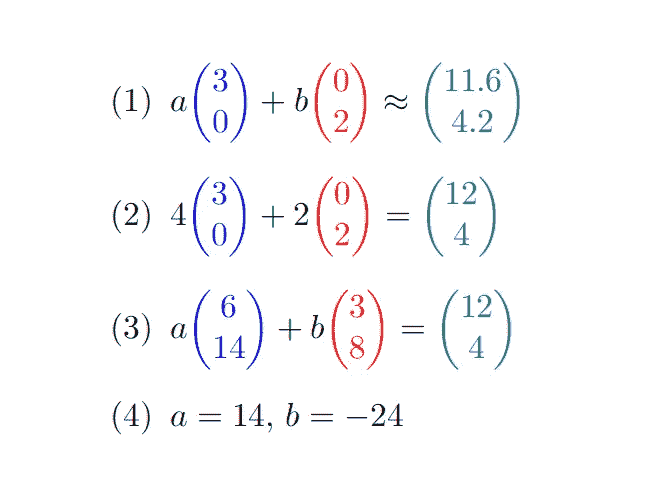 (1) a(3 0) + b(0 2) ≈ (11.6 4.2)
(2) 4(3 0) + 2(0 2) = (12 4)
(3) a(6 14) + b(3 8) = (12 4)
(4) a = 14, b = −24